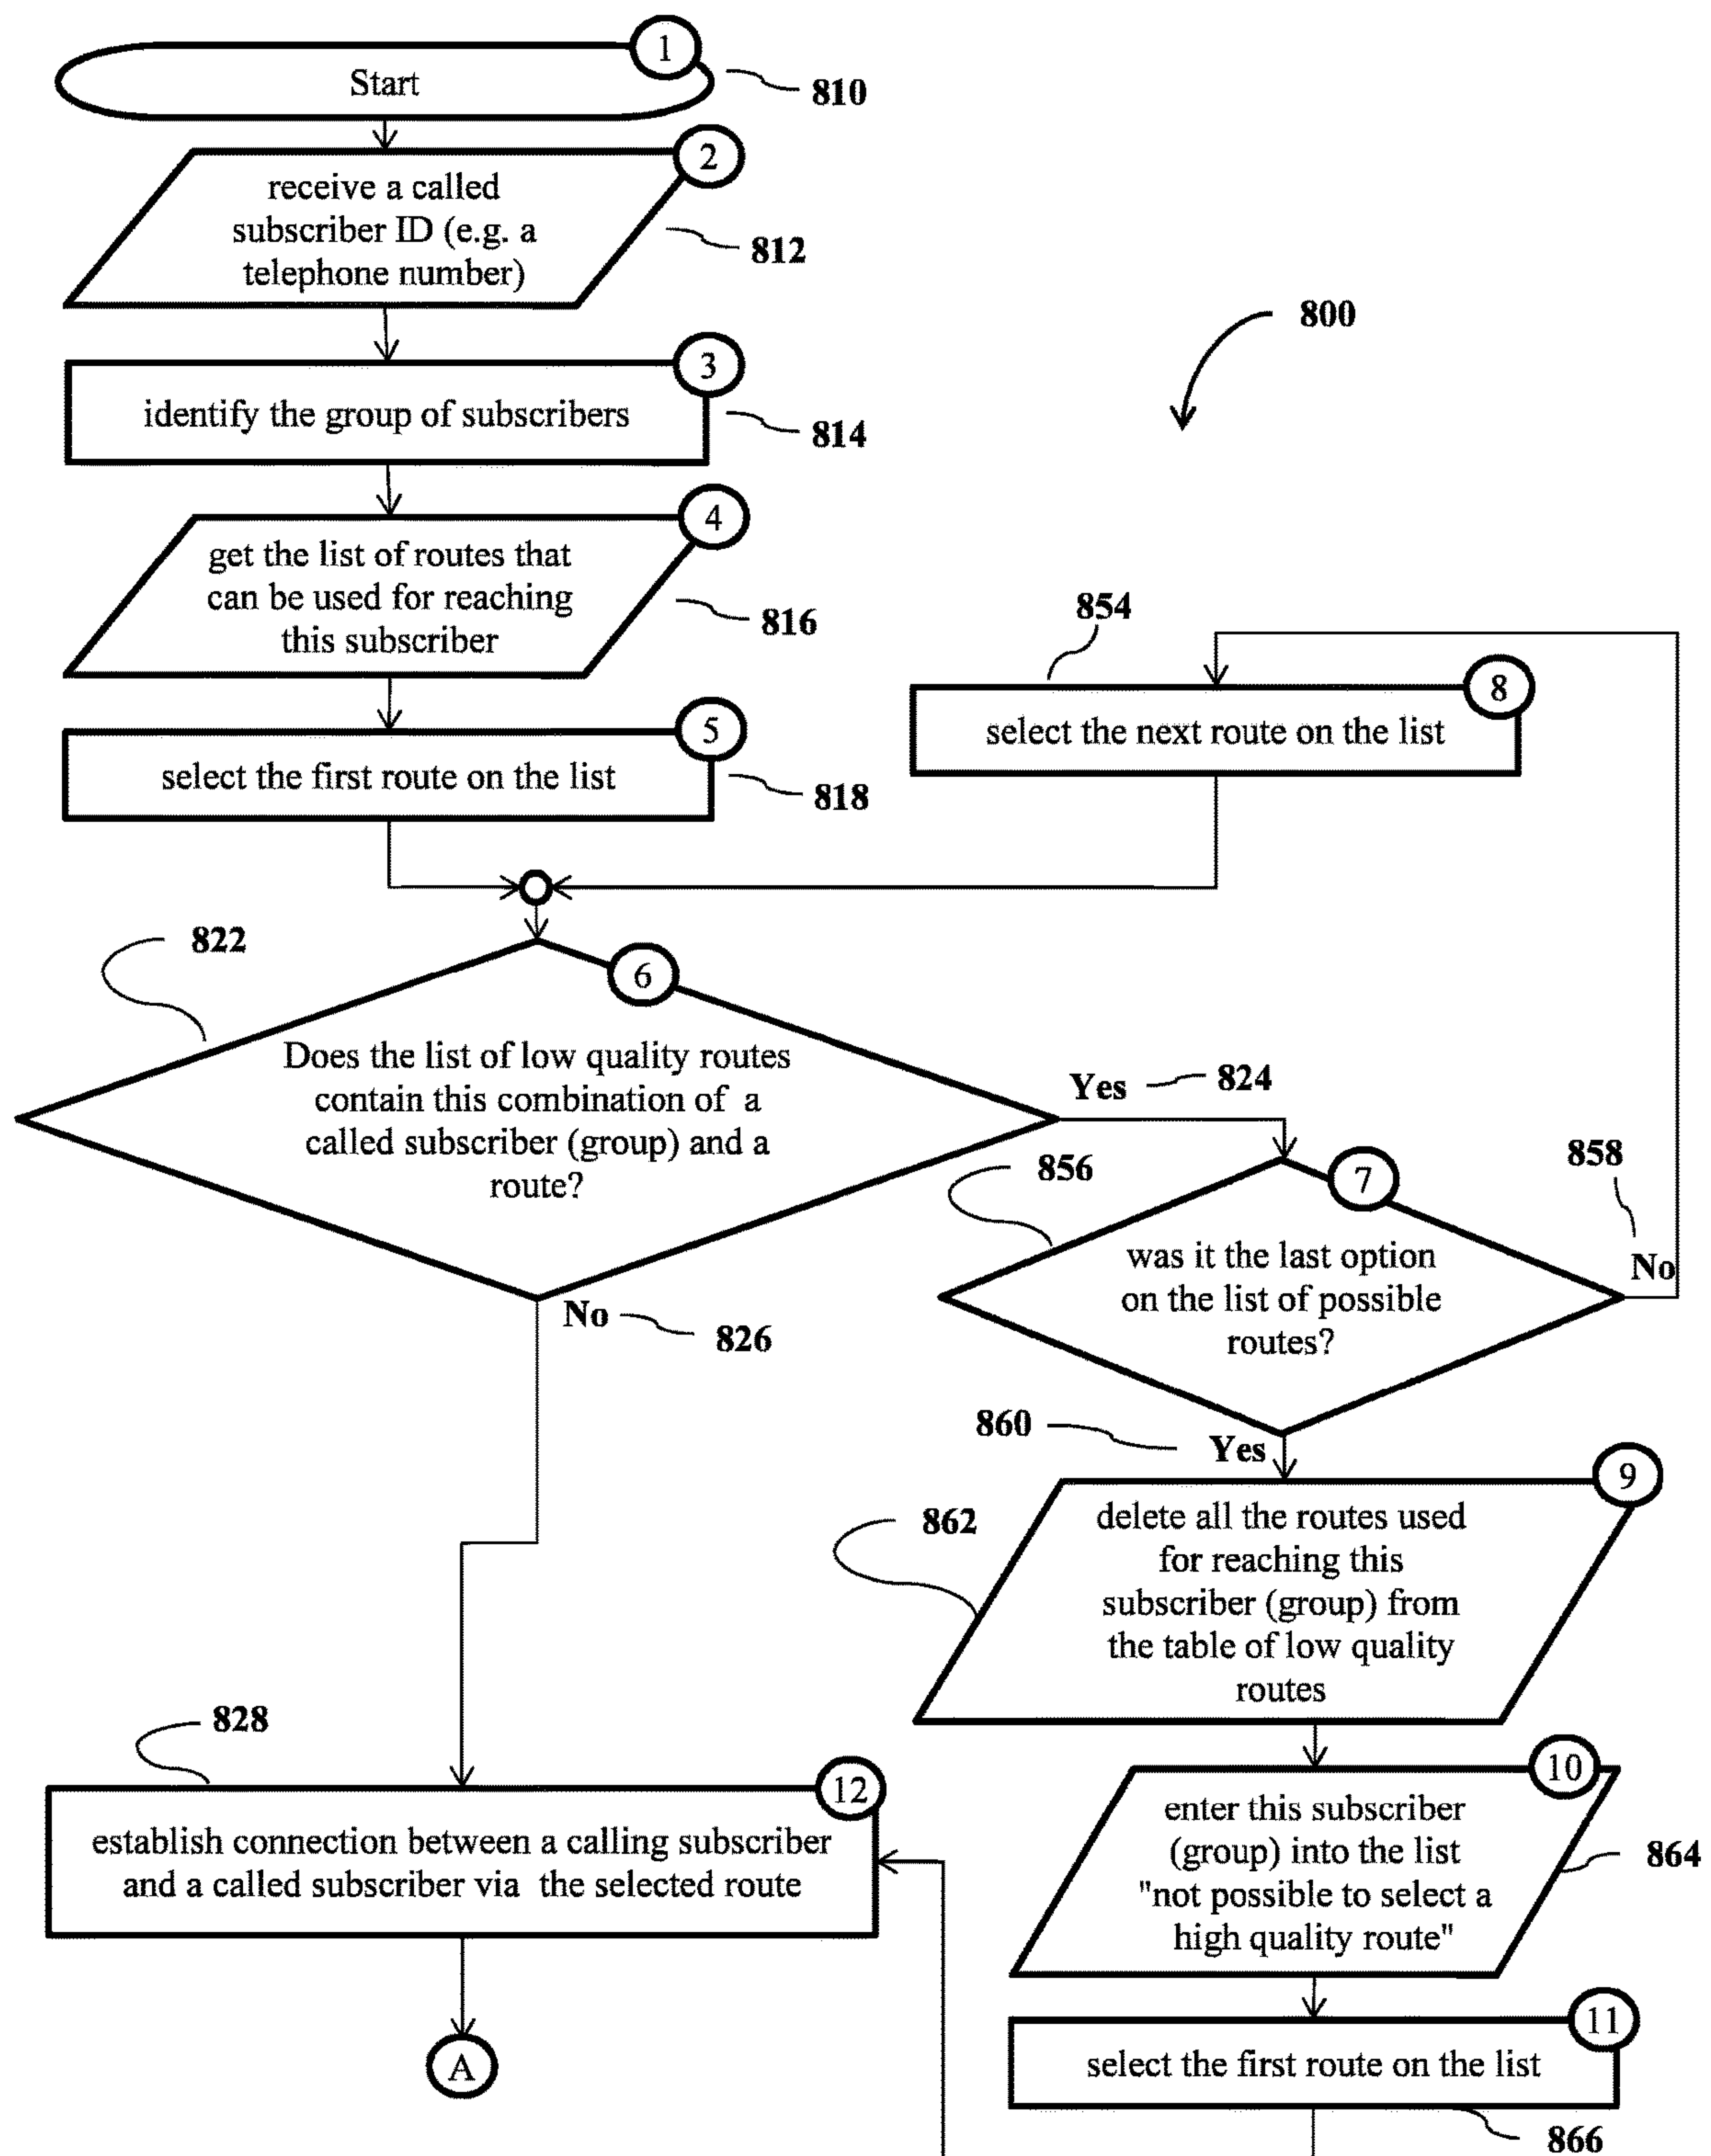 1
Start
810
2
receive a called
subscriber ID (e.g. a
telephone number)
812
800
3
identify the group of subscribers
814
4
get the list of routes that
can be used for reaching
this subscriber
816
854
5
select the first route on the list
818
8
select the next route on the list
822
6
Does the list of low quality routes
contain this combination of a
called subscriber (group) and a
route?
Yes
824
856
7
858
was it the last option
on the list of possible
routes?
No
No
826
860
Yes
9
862
delete all the routes used
for reaching this
subscriber (group) from
the table of low quality
routes
828
12
establish connection between a calling subscriber
and a called subscriber via the selected route
10
enter this subscriber
(group) into the list
"not possible to select a
high quality route"
864
A
11
select the first route on the list
866